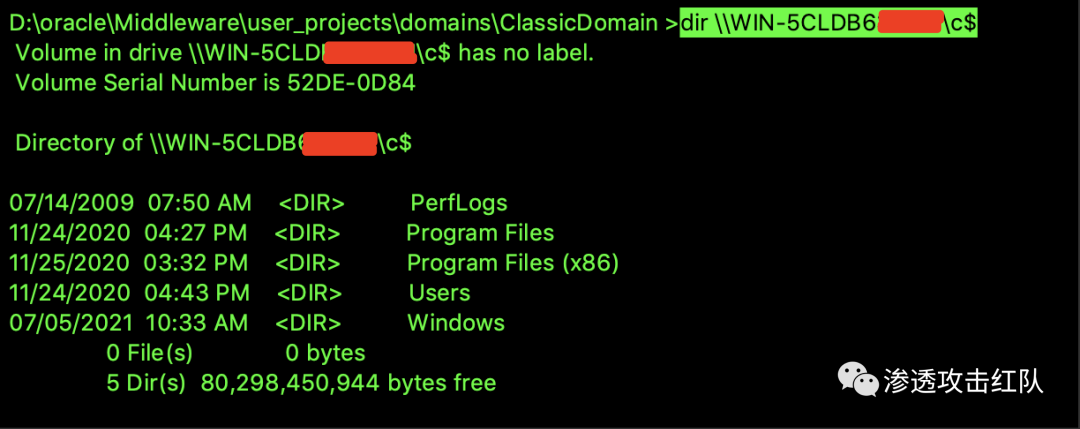 D:\oracle\Middleware\user_projects\domains\ClassicDomain >dir \\WIN-5CLDB6 \c$
Volume in drive \\WIN-5CLD \c$ has no label.
Volume Serial Number is 52DE-0D84
Directory of \\WIN-5CLDB6 \c$
07/14/2009 07:50 AM <DIR> PerfLogs
11/24/2020 04:27 PM <DIR> Program Files
11/25/2020 03:32 PM <DIR> Program Files (x86)
11/24/2020 04:43 PM <DIR> Users
07/05/2021 10:33 AM <DIR> Windows
0 File(s) 0 bytes
5 Dir(s) 80,298,450,944 bytes free
渗透攻击红队